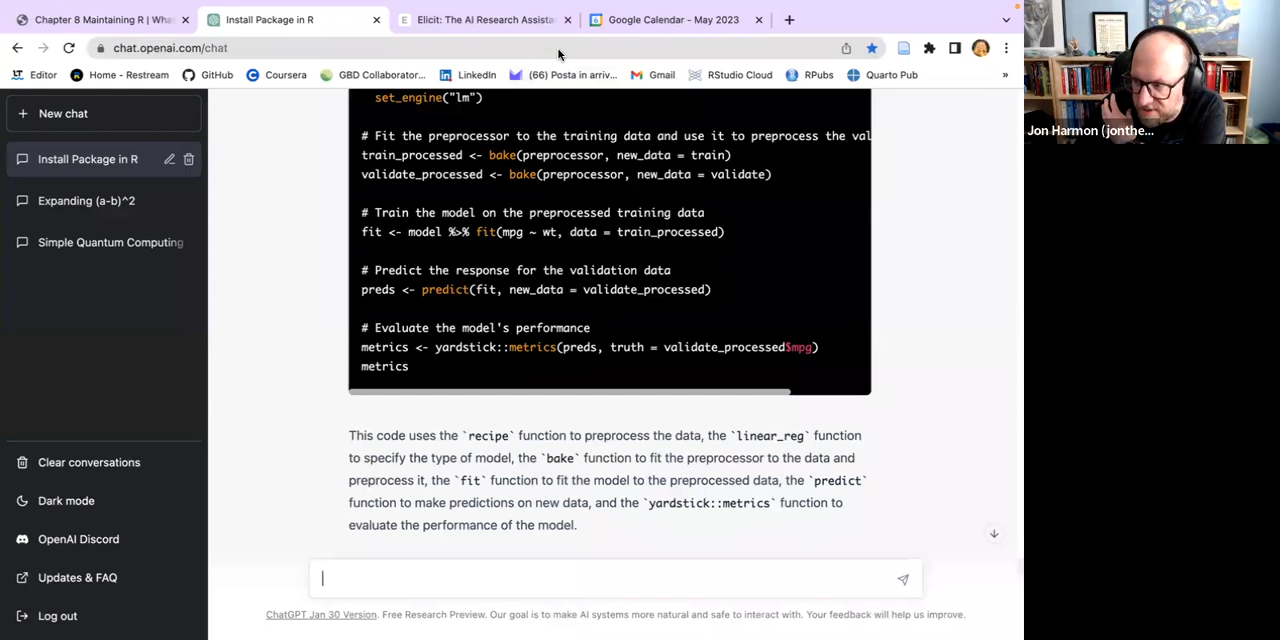 Chapter 8 Maintaining R | Wha
Install Package in R
Elicit: The AI Research Assista
Google Calendar - May 2023
chat.openai.com/chat
Editor
Home - Restream
GitHub
Coursera
GBD Collaborator...
LinkedIn
(66) Posta in arriv...
Gmail
RStudio Cloud
RPubs
Quarto Pub
»
New chat
Install Package in R
Expanding (a-b)^2
Simple Quantum Computing
Clear conversations
Dark mode
OpenAI Discord
Updates & FAQ
Log out
set_engine("lm")
# Fit the preprocessor to the training data and use it to preprocess the val
train_processed <- bake(preprocessor, new_data = train)
validate_processed <- bake(preprocessor, new_data = validate)
# Train the model on the preprocessed training data
fit <- model %>% fit(mpg ~ wt, data = train_processed)
# Predict the response for the validation data
preds <- predict(fit, new_data = validate_processed)
# Evaluate the model's performance
metrics <- yardstick::metrics(preds, truth = validate_processed$mpg)
metrics
This code uses the `recipe` function to preprocess the data, the `linear_reg` function
to specify the type of model, the `bake` function to fit the preprocessor to the data and
preprocess it, the `fit` function to fit the model to the preprocessed data, the `predict`
function to make predictions on new data, and the `yardstick::metrics` function to
evaluate the performance of the model.
ChatGPT Jan 30 Version. Free Research Preview. Our goal is to make AI systems more natural and safe to interact with. Your feedback will help us improve.
Jon Harmon (jonthe...